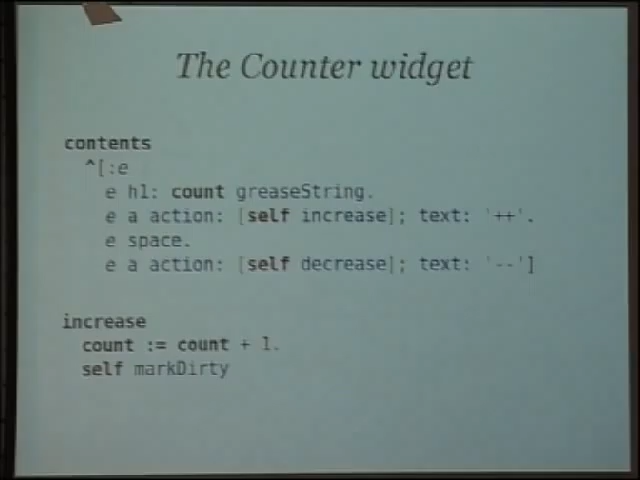 The Counter widget
contents
^[:e
e h1: count greaseString.
e a action: [self increase]; text: '++'.
e space.
e a action: [self decrease]; text: '--']
increase
count := count + 1.
self markDirty